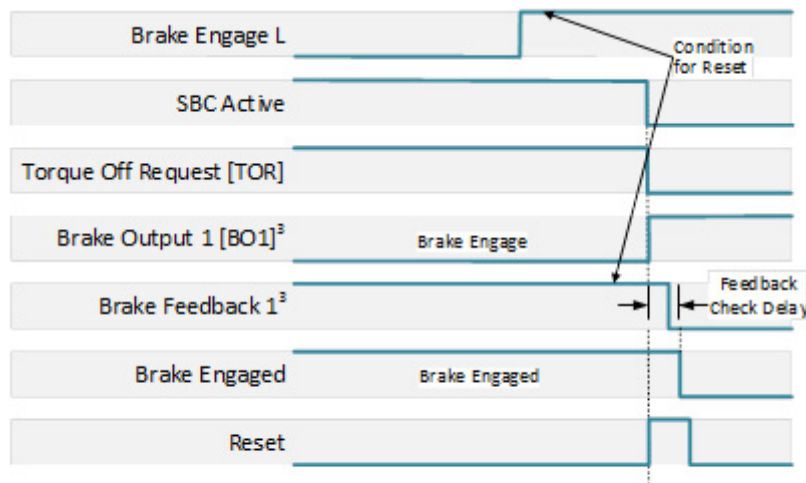 Brake Engage L
Condition
for Reset
SBC Active
Torque Off Request [TOR]
Brake Output 1 [BO1]³
Brake Engage
Brake Feedback 1³
Feedback
Check Delay
Brake Engaged
Brake Engaged
Reset